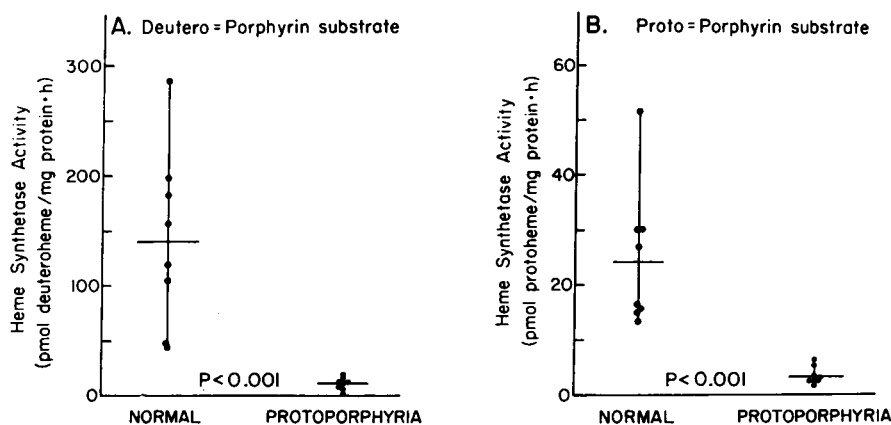 A. Deutero = Porphyrin substrate
Heme Synthetase Activity
(pmol deuteroheme/mg protein·h)
300
200
100
0
P<0.001
NORMAL
PROTOPORPHYRIA
B. Proto = Porphyrin substrate
Heme Synthetase Activity
(pmol protoheme/mg protein·h)
60
40
20
0
P<0.001
NORMAL
PROTOPORPHYRIA